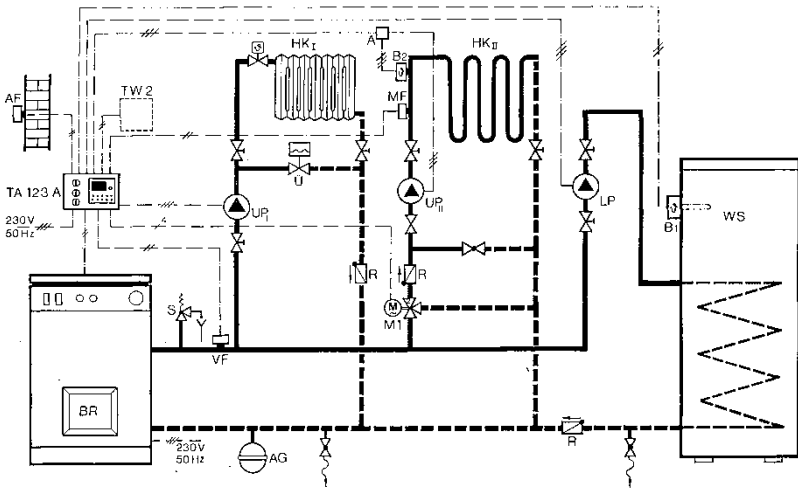 A
HK I
B2
HK II
AF
TW 2
MF
TA 123 A
Ü
UP I
UP II
LP
B1
WS
230V
50Hz
4
R
R
S
M
M1
VF
BR
230V
50Hz
AG
R